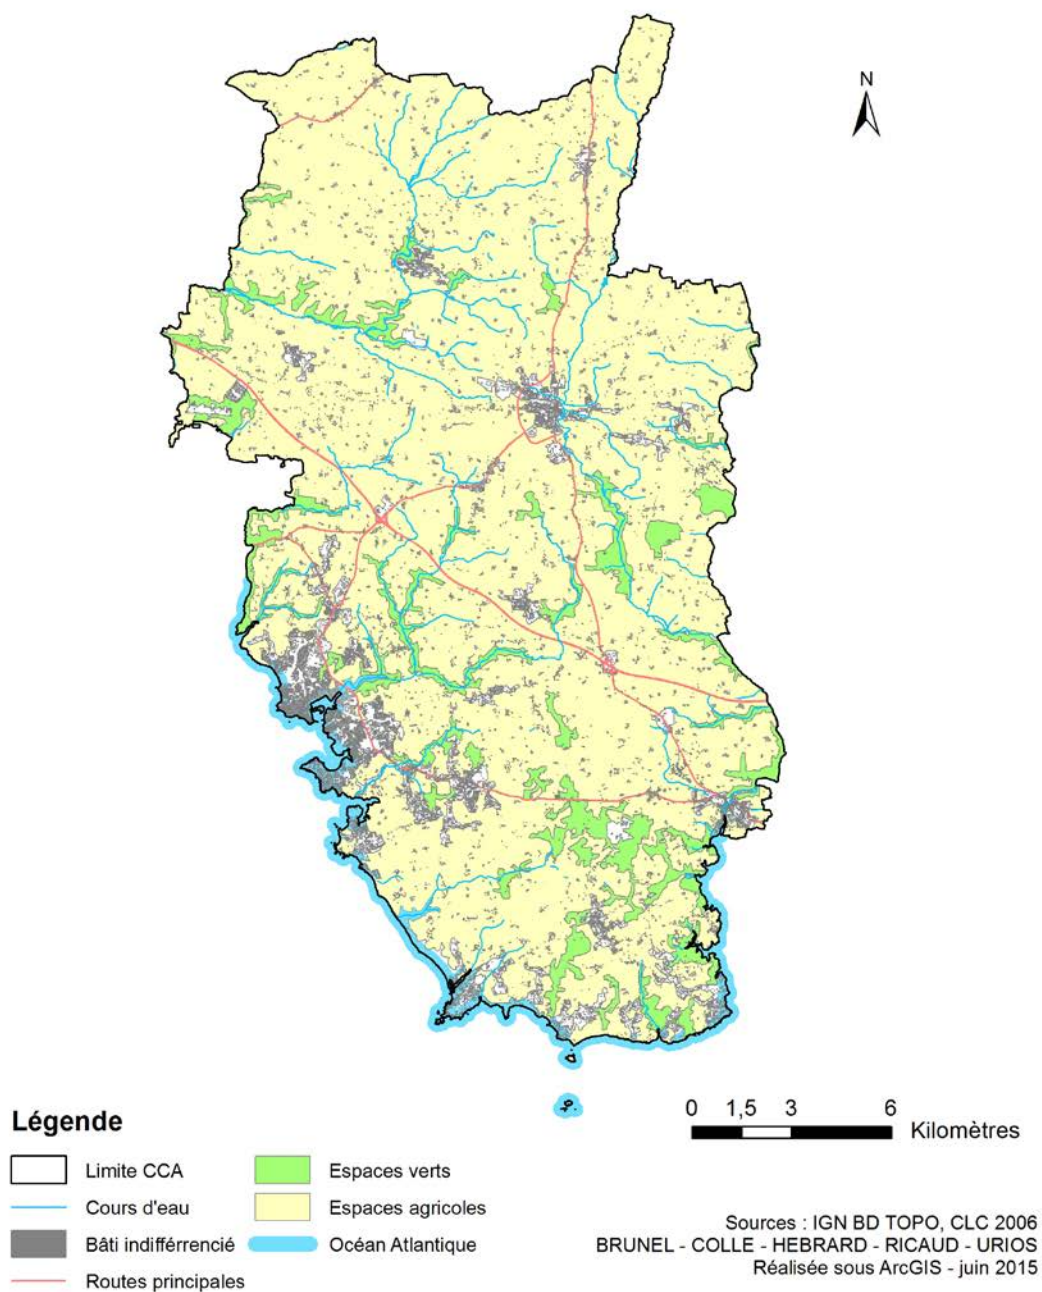 N
0 1,5 3 6
Kilomètres
Légende
Limite CCA
Cours d'eau
Bâti indifférrencié
Routes principales
Espaces verts
Espaces agricoles
Océan Atlantique
Sources : IGN BD TOPO, CLC 2006
BRUNEL - COLLE - HEBRARD - RICAUD - URIOS
Réalisée sous ArcGIS - juin 2015